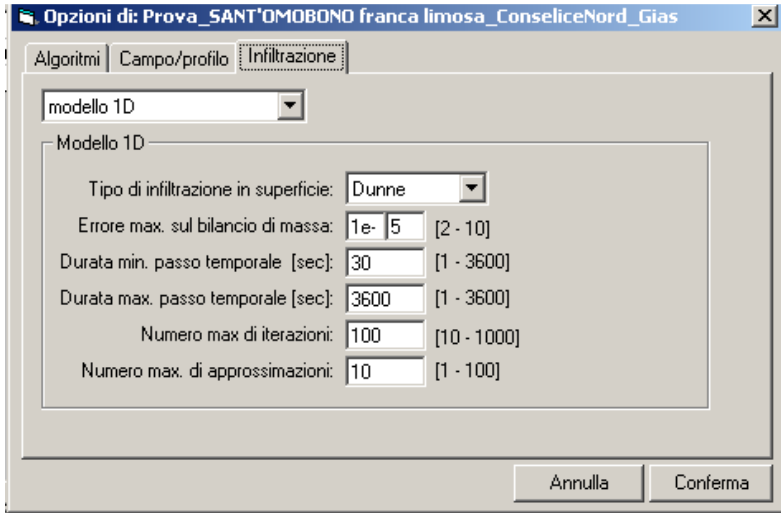 Opzioni di: Prova_SANT'OMOBONO franca limosa_ConseliceNord_Gias
Algoritmi Campo/profilo Infiltrazione
modello 1D
Modello 1D
Tipo di infiltrazione in superficie: Dunne
Errore max. sul bilancio di massa: 1e- 5 [2 - 10]
Durata min. passo temporale [sec]: 30 [1 - 3600]
Durata max. passo temporale [sec]: 3600 [1 - 3600]
Numero max di iterazioni: 100 [10 - 1000]
Numero max. di approssimazioni: 10 [1 - 100]
Annulla Conferma